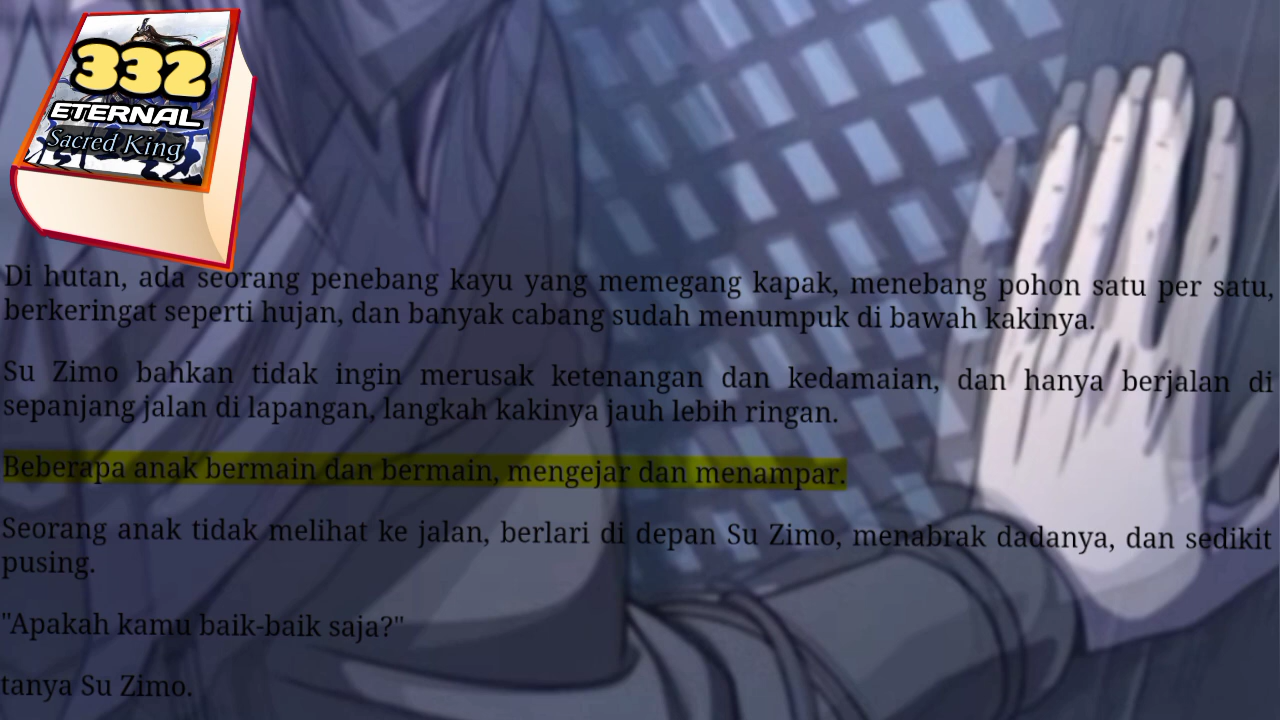 332
ETERNAL
Sacred King
Di hutan, ada seorang penebang kayu yang memegang kapak, menebang pohon satu per satu,
berkeringat seperti hujan, dan banyak cabang sudah menumpuk di bawah kakinya.
Su Zimo bahkan tidak ingin merusak ketenangan dan kedamaian, dan hanya berjalan di
sepanjang jalan di lapangan, langkah kakinya jauh lebih ringan.
Beberapa anak bermain dan bermain, mengejar dan menampar.
Seorang anak tidak melihat ke jalan, berlari di depan Su Zimo, menabrak dadanya, dan sedikit
pusing.
"Apakah kamu baik-baik saja?"
tanya Su Zimo.